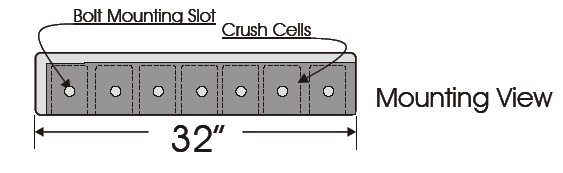 Bolt Mounting Slot
Crush Cells
Mounting View
32”